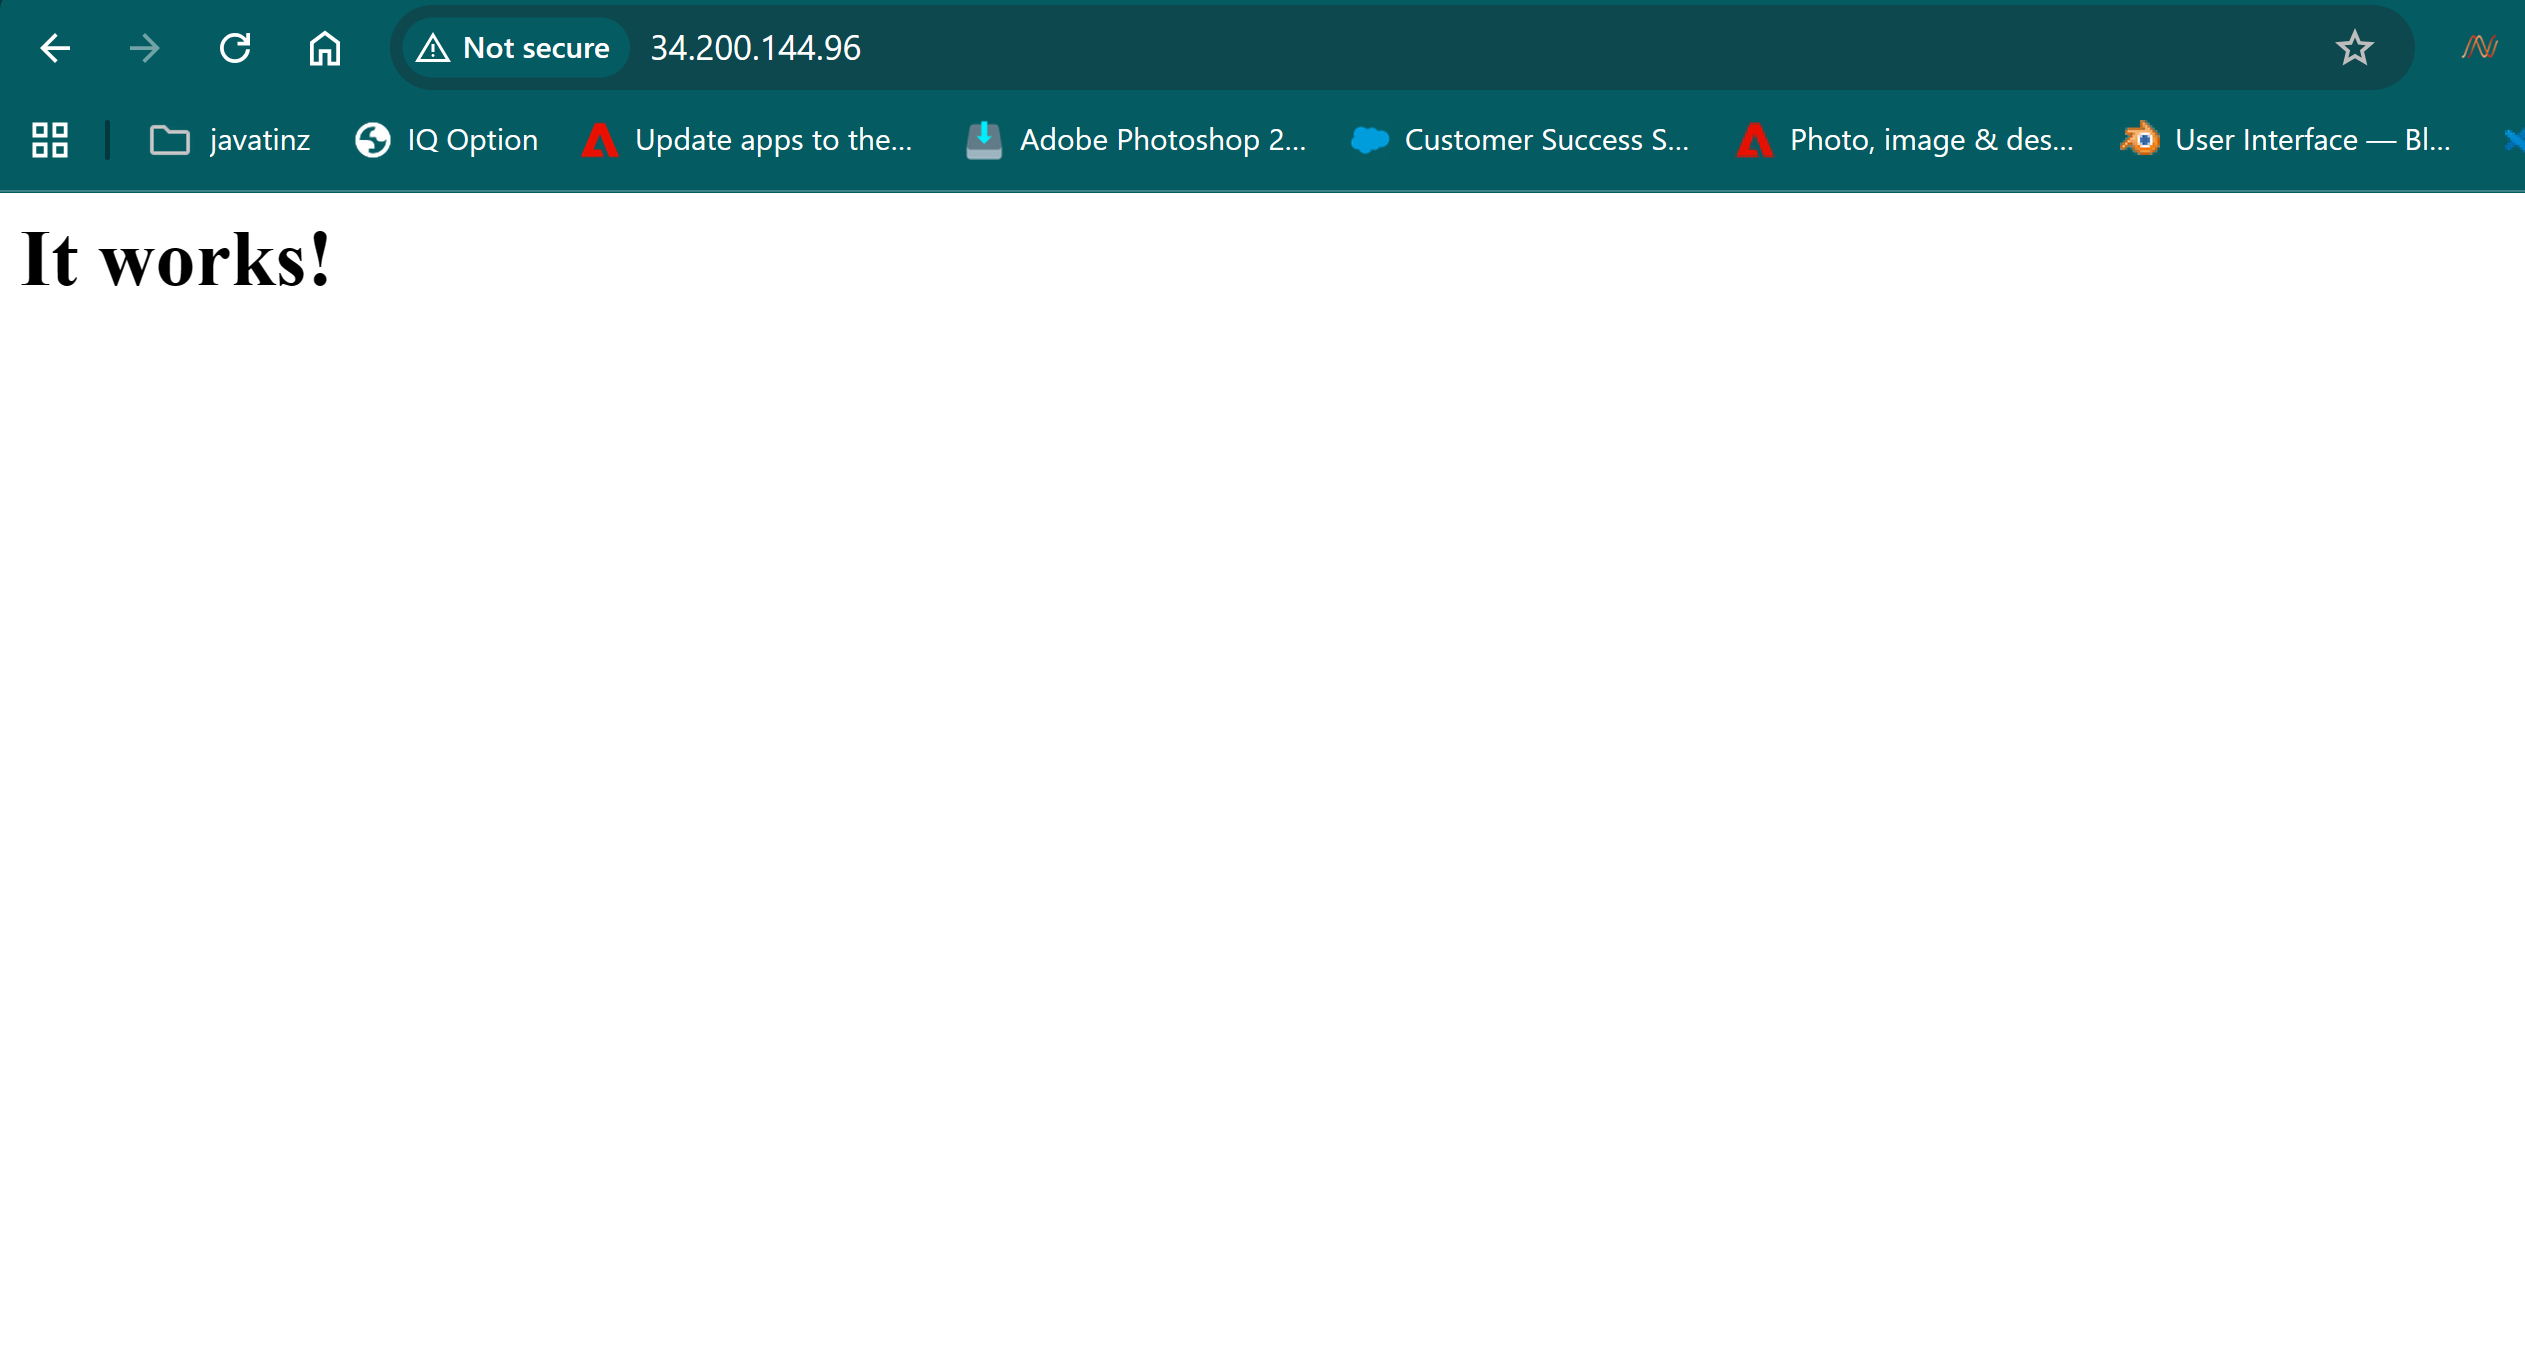 Not secure 34.200.144.96
javatinz IQ Option Update apps to the... Adobe Photoshop 2... Customer Success S... Photo, image & des... User Interface — Bl...
It works!